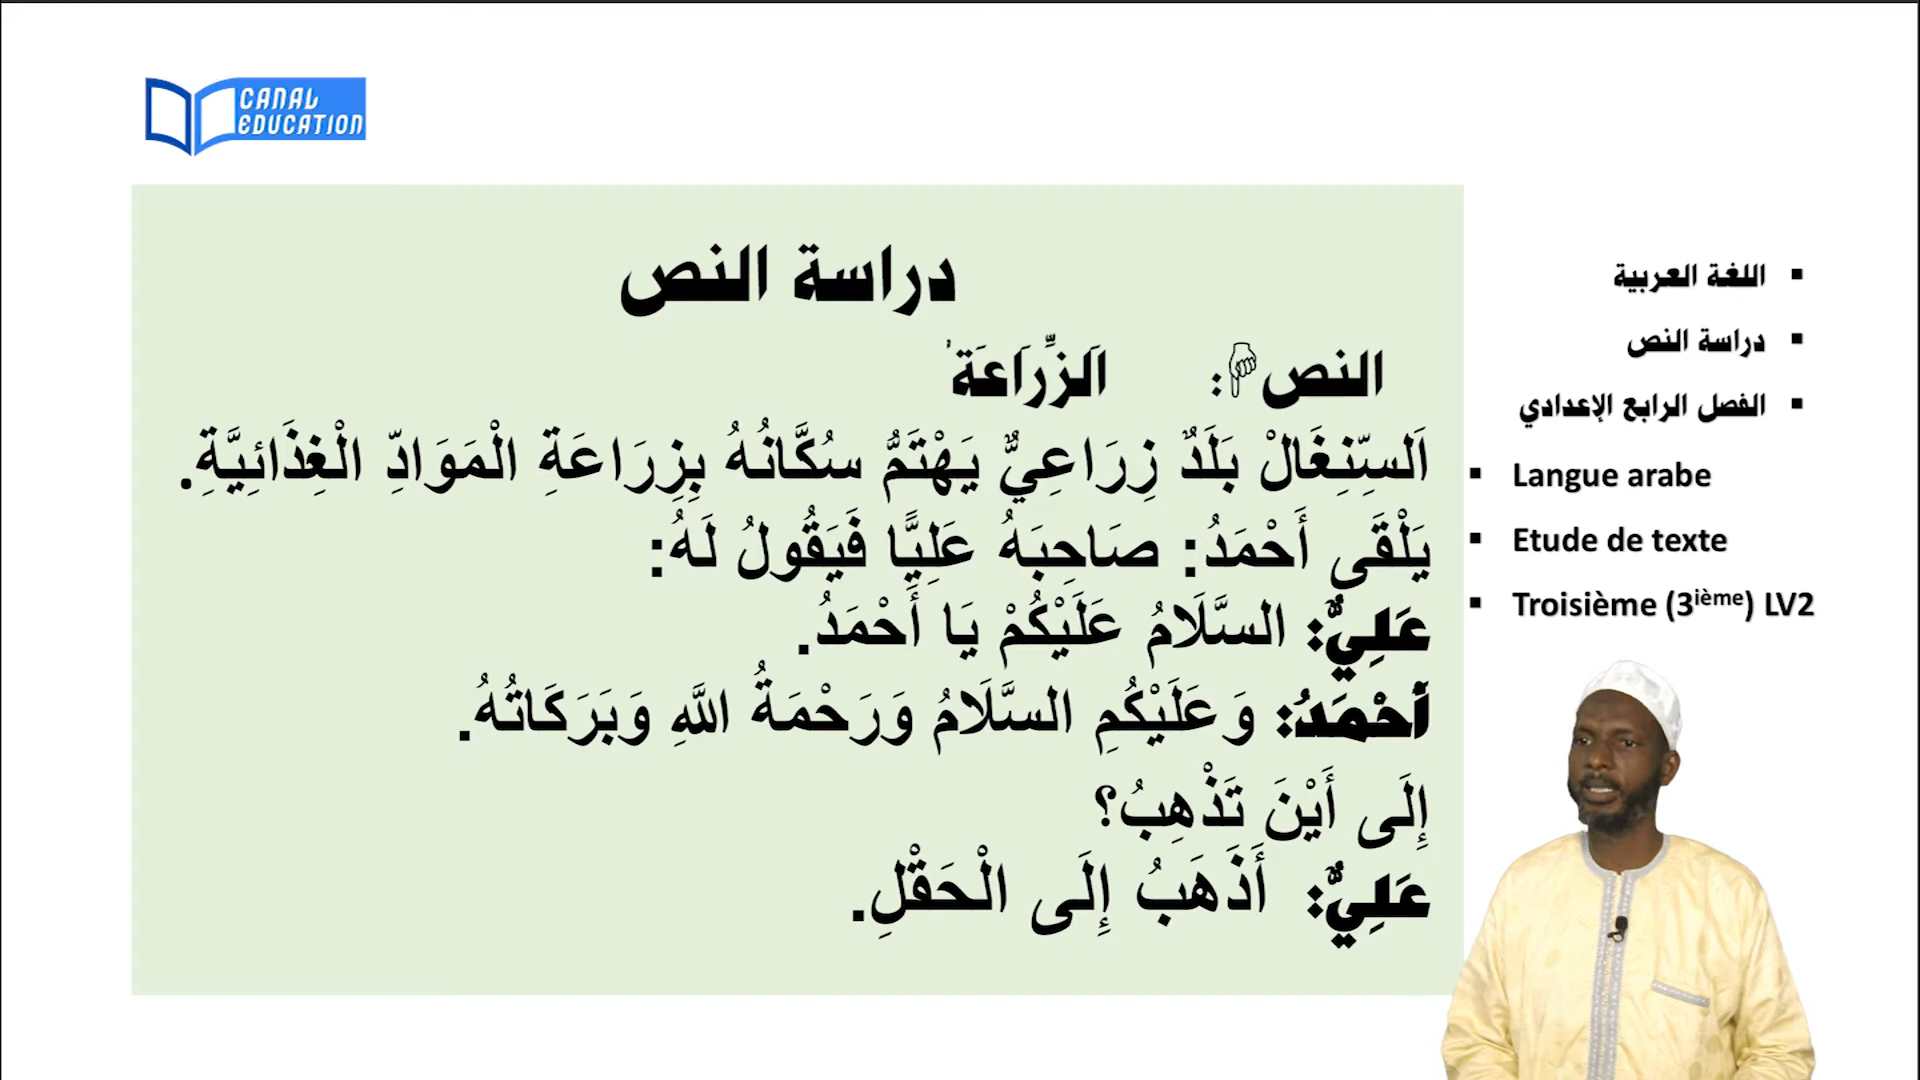 CANAL
EDUCATION
دراسة النص
النص☟: اَلزِّرَاعَةُ
اَلسِّنِغَالْ بَلَدٌ زِرَاعِيٌّ يَهْتَمُّ سُكَّانُهُ بِزِرَاعَةِ الْمَوَادِّ الْغِذَائِيَّةِ.
يَلْقَى أَحْمَدُ: صَاحِبَهُ عَلِيًّا فَيَقُولُ لَهُ:
عَلِيٌّ: السَّلَامُ عَلَيْكُمْ يَا أَحْمَدُ.
أَحْمَدُ: وَعَلَيْكُمِ السَّلَامُ وَرَحْمَةُ اللَّهِ وَبَرَكَاتُهُ.
إِلَى أَيْنَ تَذْهِبُ؟
عَلِيٌّ: أَذَهَبُ إِلَى الْحَقْلِ.
▪ اللغة العربية
▪ دراسة النص
▪ الفصل الرابع الإعدادي
▪ Langue arabe
▪ Etude de texte
▪ Troisième (3ième) LV2